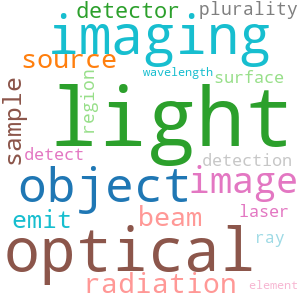 detector plurality
imaging
source
wavelength
surface
region
light
sample
detect
detection
object
image
emit
beam
laser
optical
ray
radiation
element